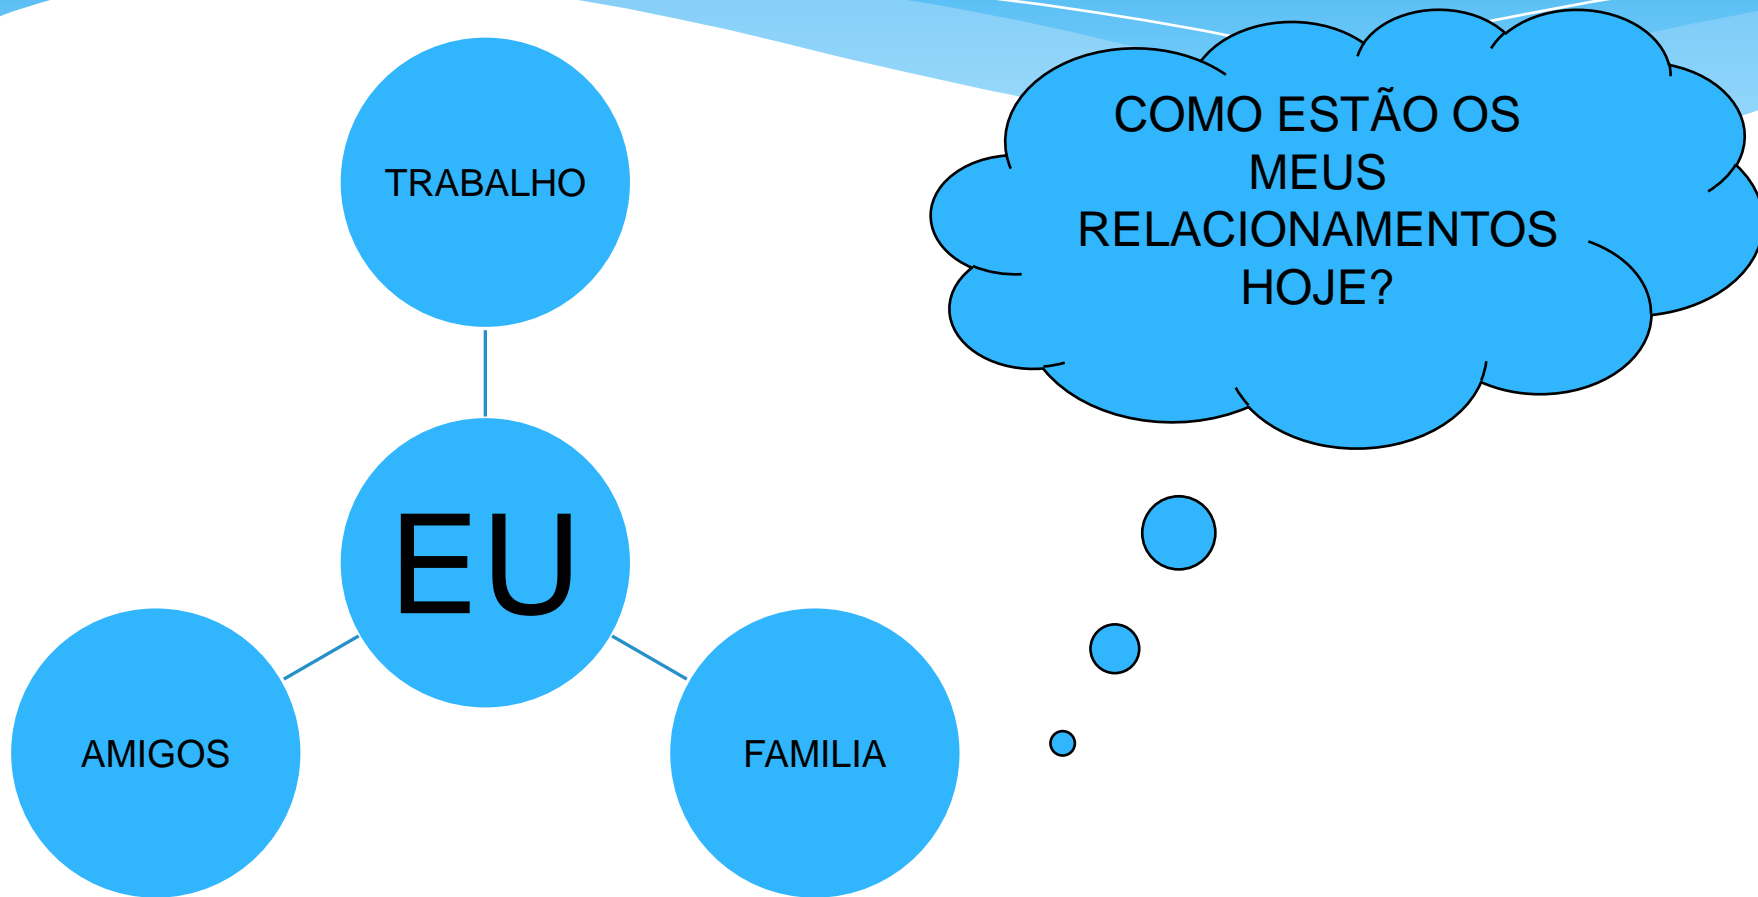 TRABALHO
EU
AMIGOS
FAMILIA
COMO ESTÃO OS
MEUS
RELACIONAMENTOS
HOJE?